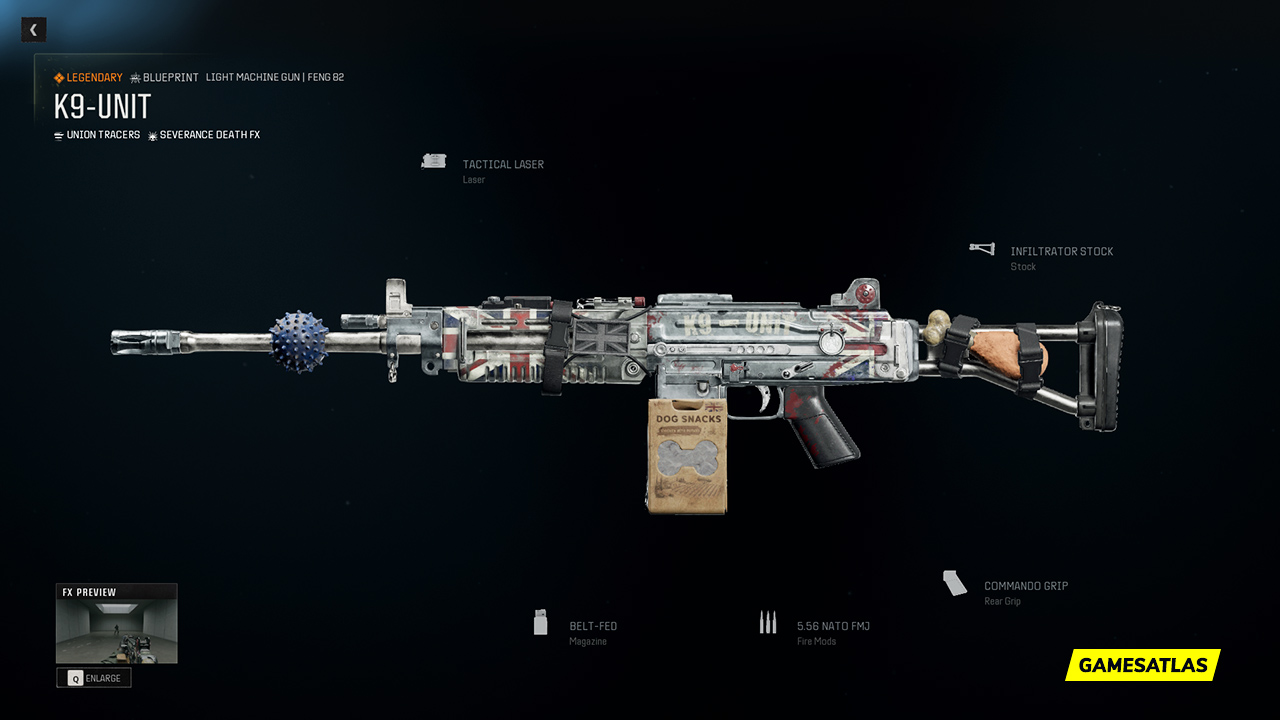 LEGENDARY BLUEPRINT LIGHT MACHINE GUN | FENG 82
K9-UNIT
UNION TRACERS SEVERANCE DEATH FX
TACTICAL LASER
Laser
INFILTRATOR STOCK
Stock
K9 - UNIT
DOG SNACKS
COMMANDO GRIP
Rear Grip
BELT-FED
Magazine
5.56 NATO FMJ
Fire Mods
FX PREVIEW
Q ENLARGE
GAMESATLAS